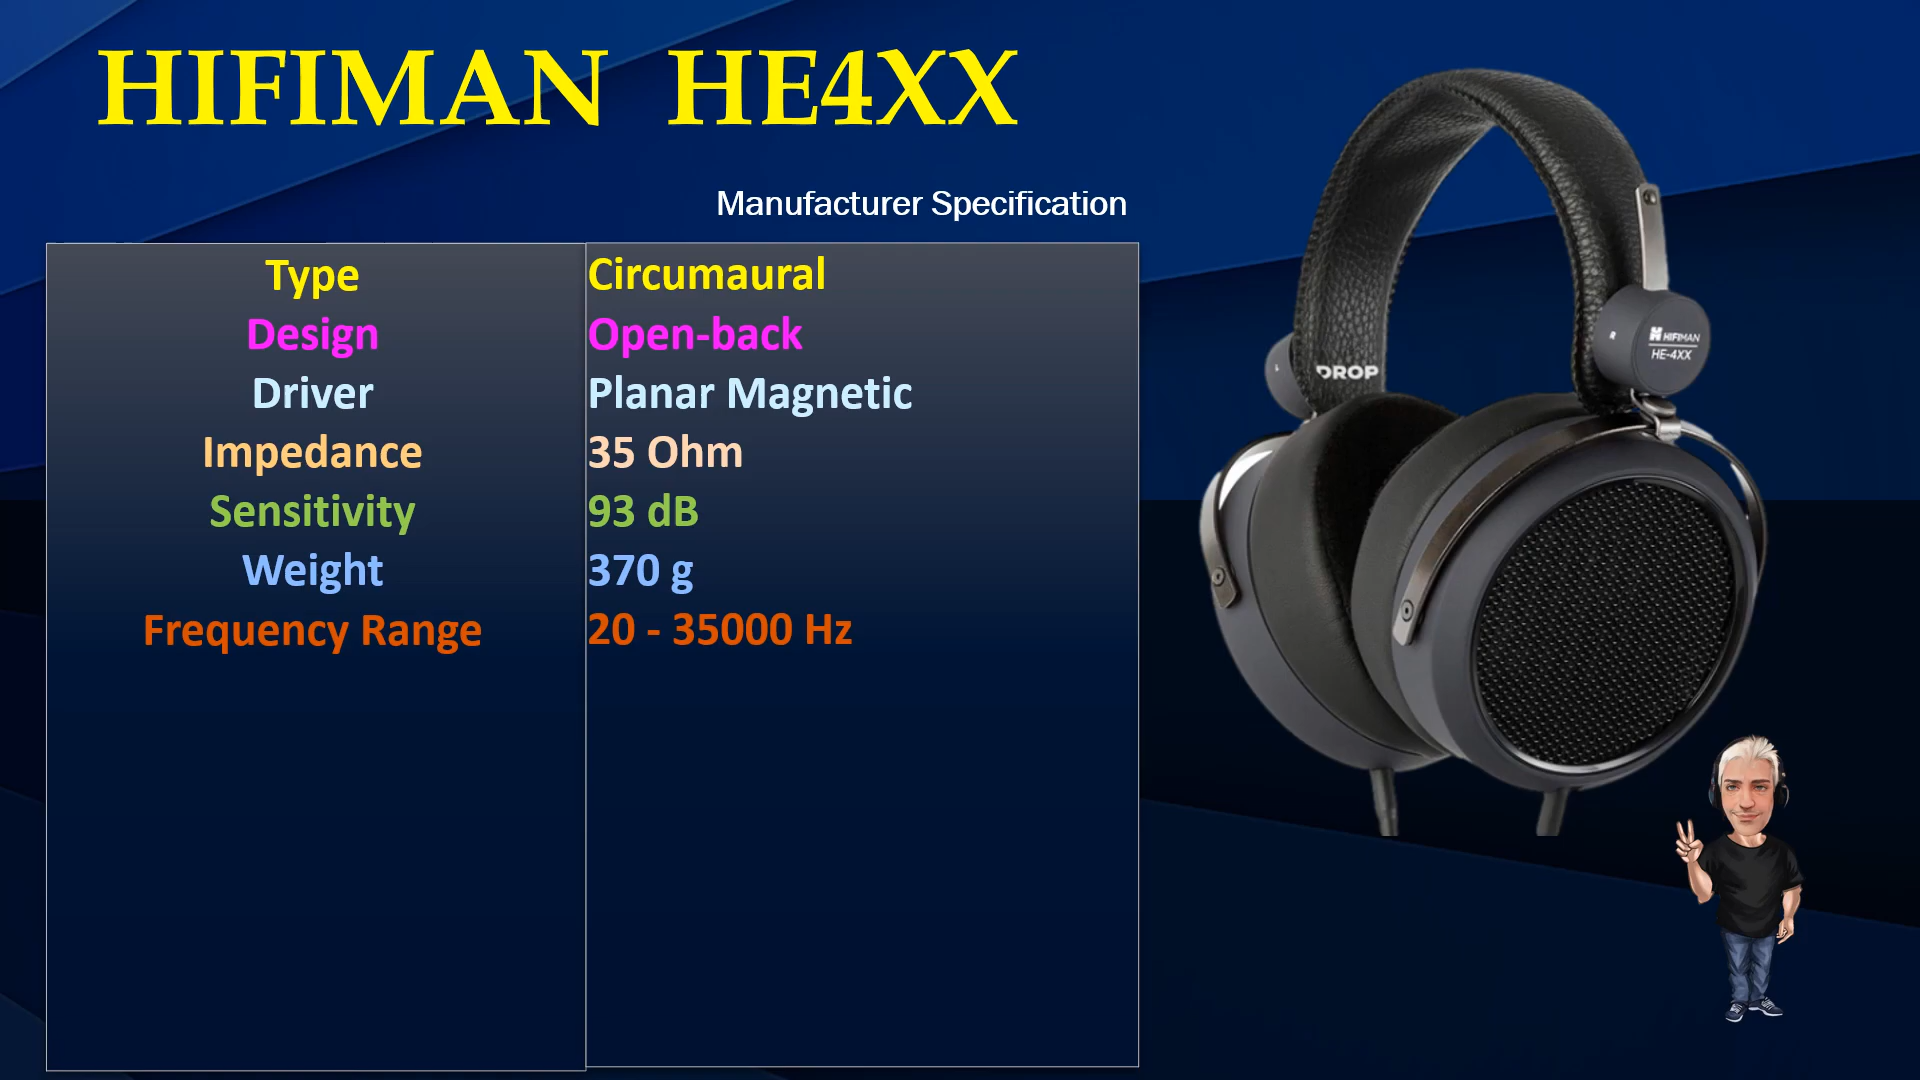 HIFIMAN HE4XX
Manufacturer Specification
Type Circumaural
Design Open-back
Driver Planar Magnetic
Impedance 35 Ohm
Sensitivity 93 dB
Weight 370 g
Frequency Range 20 - 35000 Hz
R
HIFIMAN
HE-4XX
L
DROP